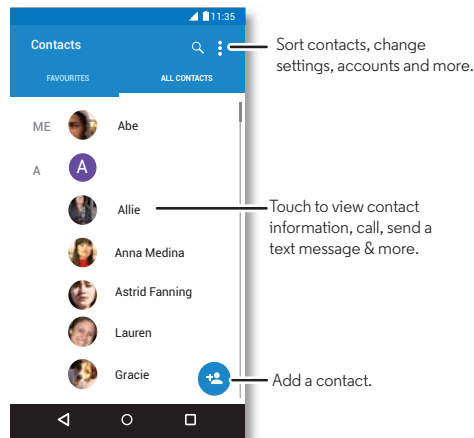 11:35
Contacts
Sort contacts, change
settings, accounts and more.
FAVOURITES ALL CONTACTS
ME Abe
A A
Allie
Touch to view contact
information, call, send a
text message & more.
Anna Medina
Astrid Fanning
Lauren
Gracie
Add a contact.